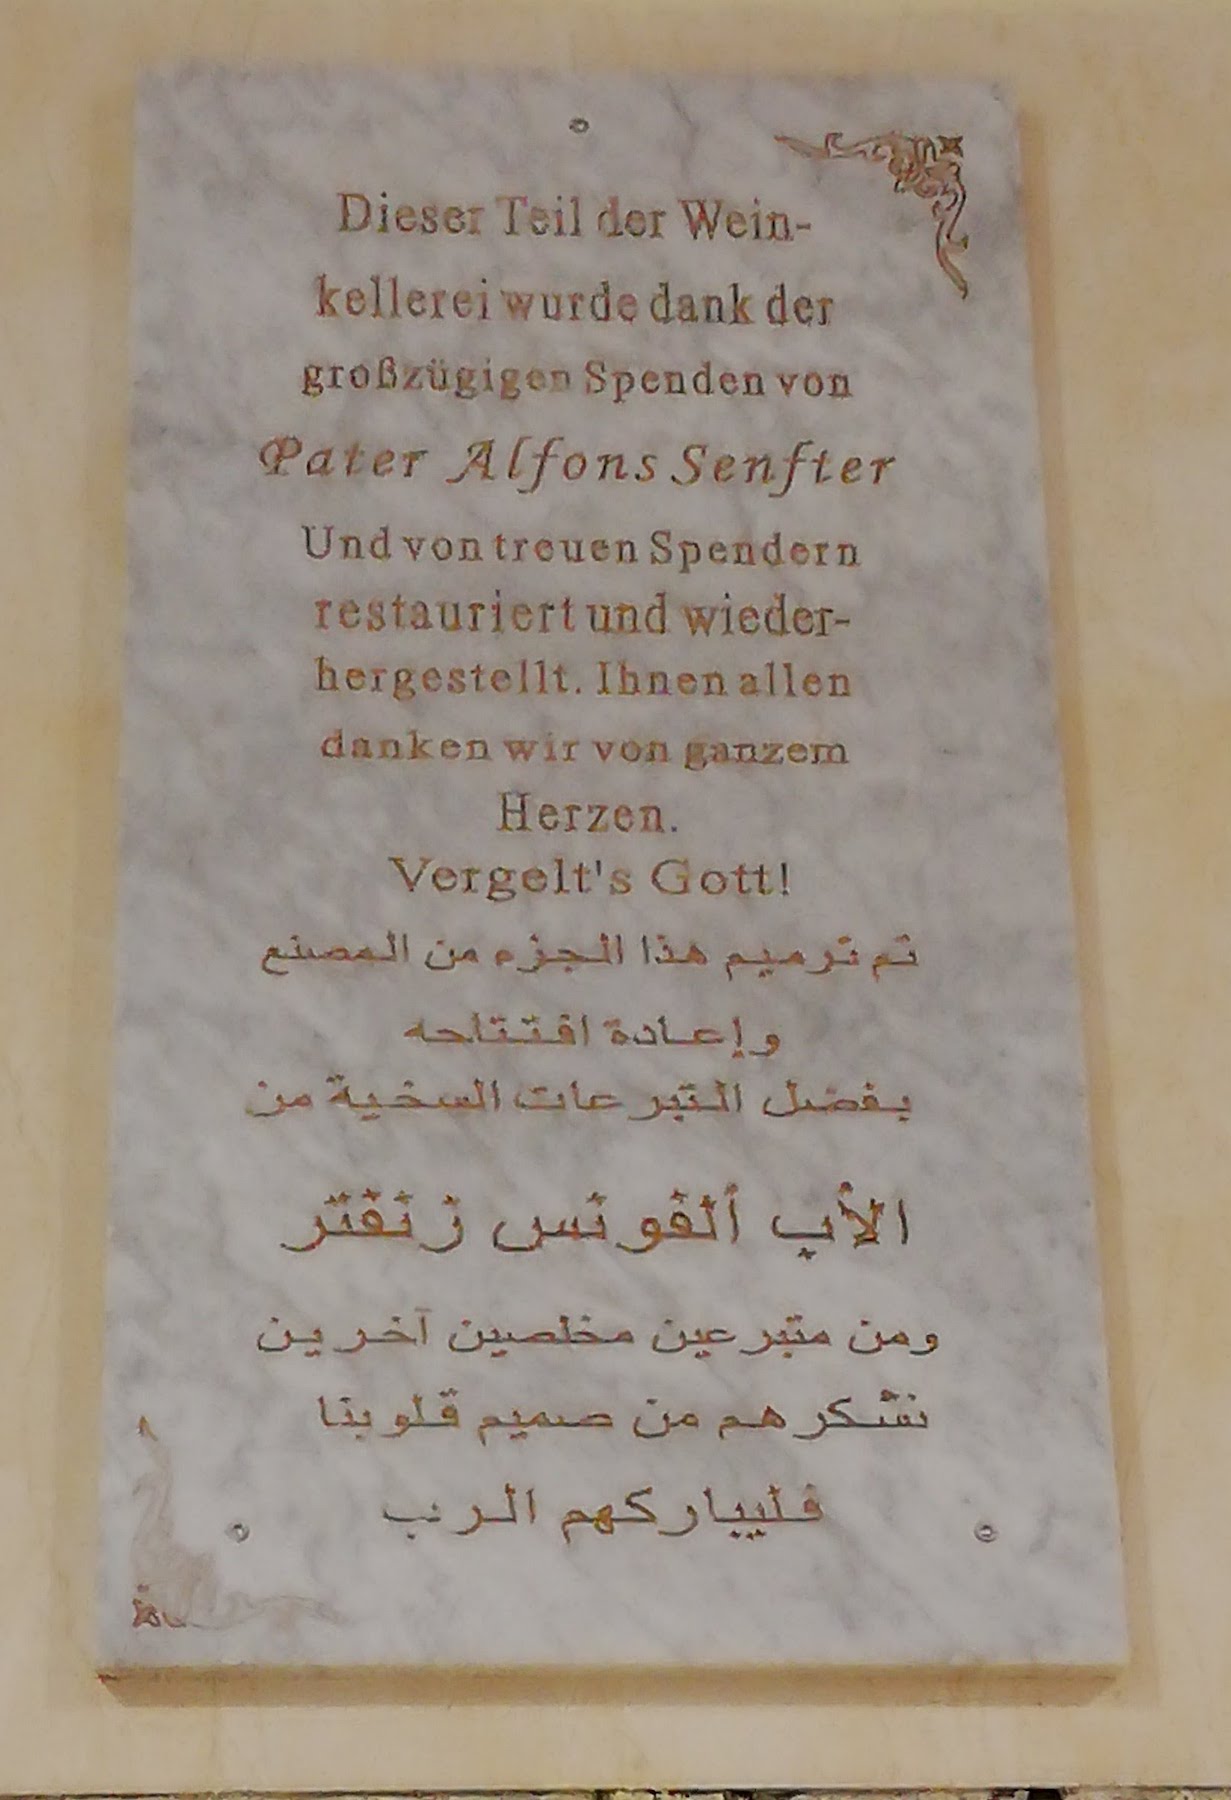 Dieser Teil der Wein-
kellerei wurde dank der
großzügigen Spenden von
Pater Alfons Senfter
Und von treuen Spendern
restauriert und wieder-
hergestellt. Ihnen allen
danken wir von ganzem
Herzen.
Vergelt's Gott!
تم ترميم هذا الجزء من المصنع
وإعادة افتتاحه
بفضل التبرعات السخية من
الأب ألفونس زنفتر
ومن متبرعين مخلصين آخرين
نشكرهم من صميم قلوبنا
فليباركهم الرب